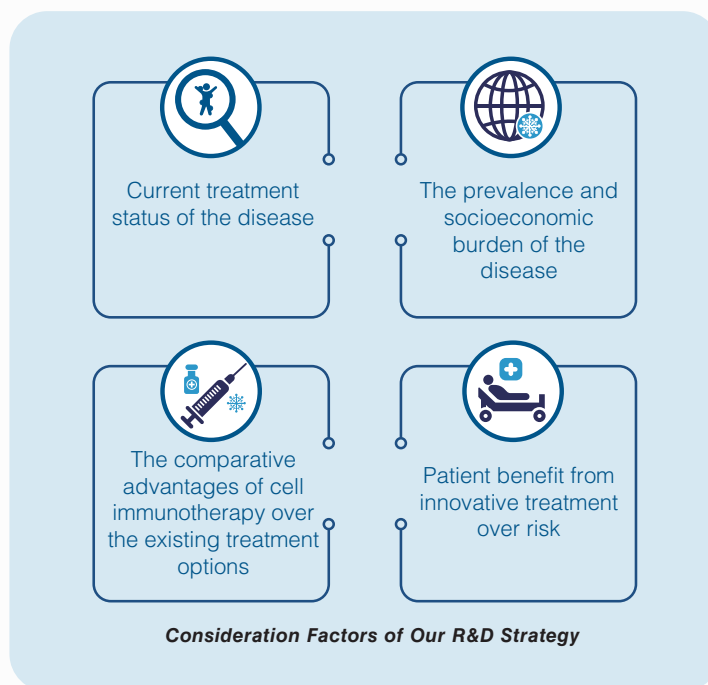 Current treatment
status of the disease
The prevalence and
socioeconomic
burden of the
disease
The comparative
advantages of cell
immunotherapy over
the existing treatment
options
Patient benefit from
innovative treatment
over risk
Consideration Factors of Our R&D Strategy